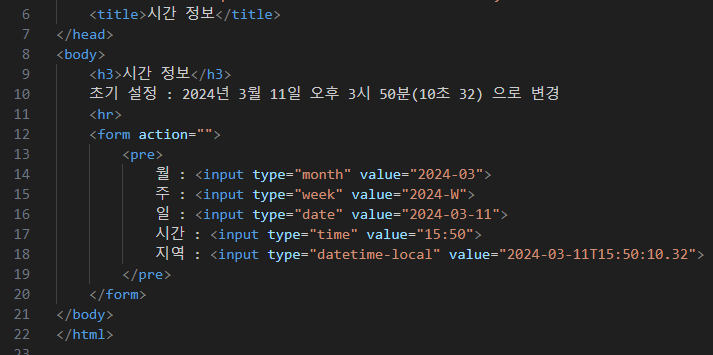 6 <title>시간 정보</title>
7 </head>
8 <body>
9 <h3>시간 정보</h3>
10 초기 설정 : 2024년 3월 11일 오후 3시 50분(10초 32) 으로 변경
11 <hr>
12 <form action="">
13 <pre>
14 월 : <input type="month" value="2024-03">
15 주 : <input type="week" value="2024-W">
16 일 : <input type="date" value="2024-03-11">
17 시간 : <input type="time" value="15:50">
18 지역 : <input type="datetime-local" value="2024-03-11T15:50:10.32">
19 </pre>
20 </form>
21 </body>
22 </html>
23